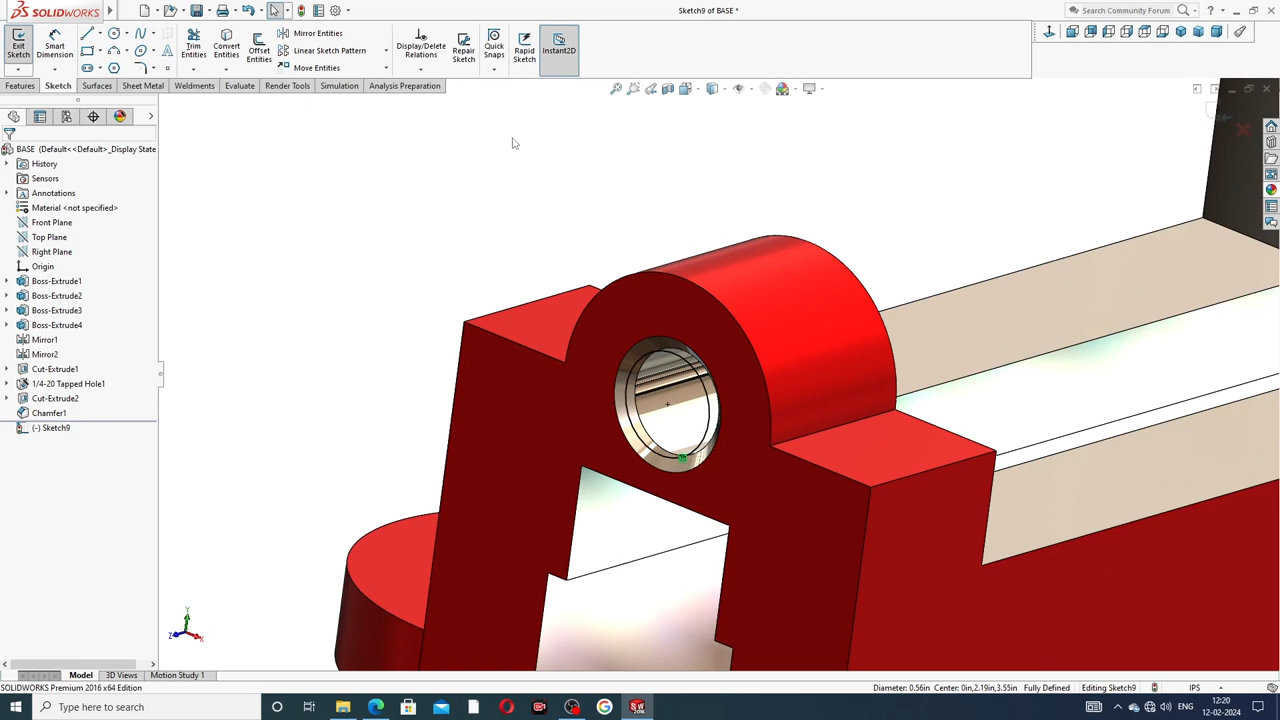 SOLIDWORKS
Sketch9 of BASE *
Search Community Forum
Exit Sketch
Smart Dimension
Trim Entities
Convert Entities
Offset Entities
Mirror Entities
Linear Sketch Pattern
Move Entities
Display/Delete Relations
Repair Sketch
Quick Snaps
Rapid Sketch
Instant2D
Features
Sketch
Surfaces
Sheet Metal
Weldments
Evaluate
Render Tools
Simulation
Analysis Preparation
BASE (Default<<Default>_Display State
History
Sensors
Annotations
Material <not specified>
Front Plane
Top Plane
Right Plane
Origin
Boss-Extrude1
Boss-Extrude2
Boss-Extrude3
Boss-Extrude4
Mirror1
Mirror2
Cut-Extrude1
1/4-20 Tapped Hole1
Cut-Extrude2
Chamfer1
(-) Sketch9
Y
Z
X
Model
3D Views
Motion Study 1
SOLIDWORKS Premium 2016 x64 Edition
Diameter: 0.56in
Center: 0in,2.19in,3.55in
Fully Defined
Editing Sketch9
IPS
Type here to search
ENG
12:20
12-02-2024